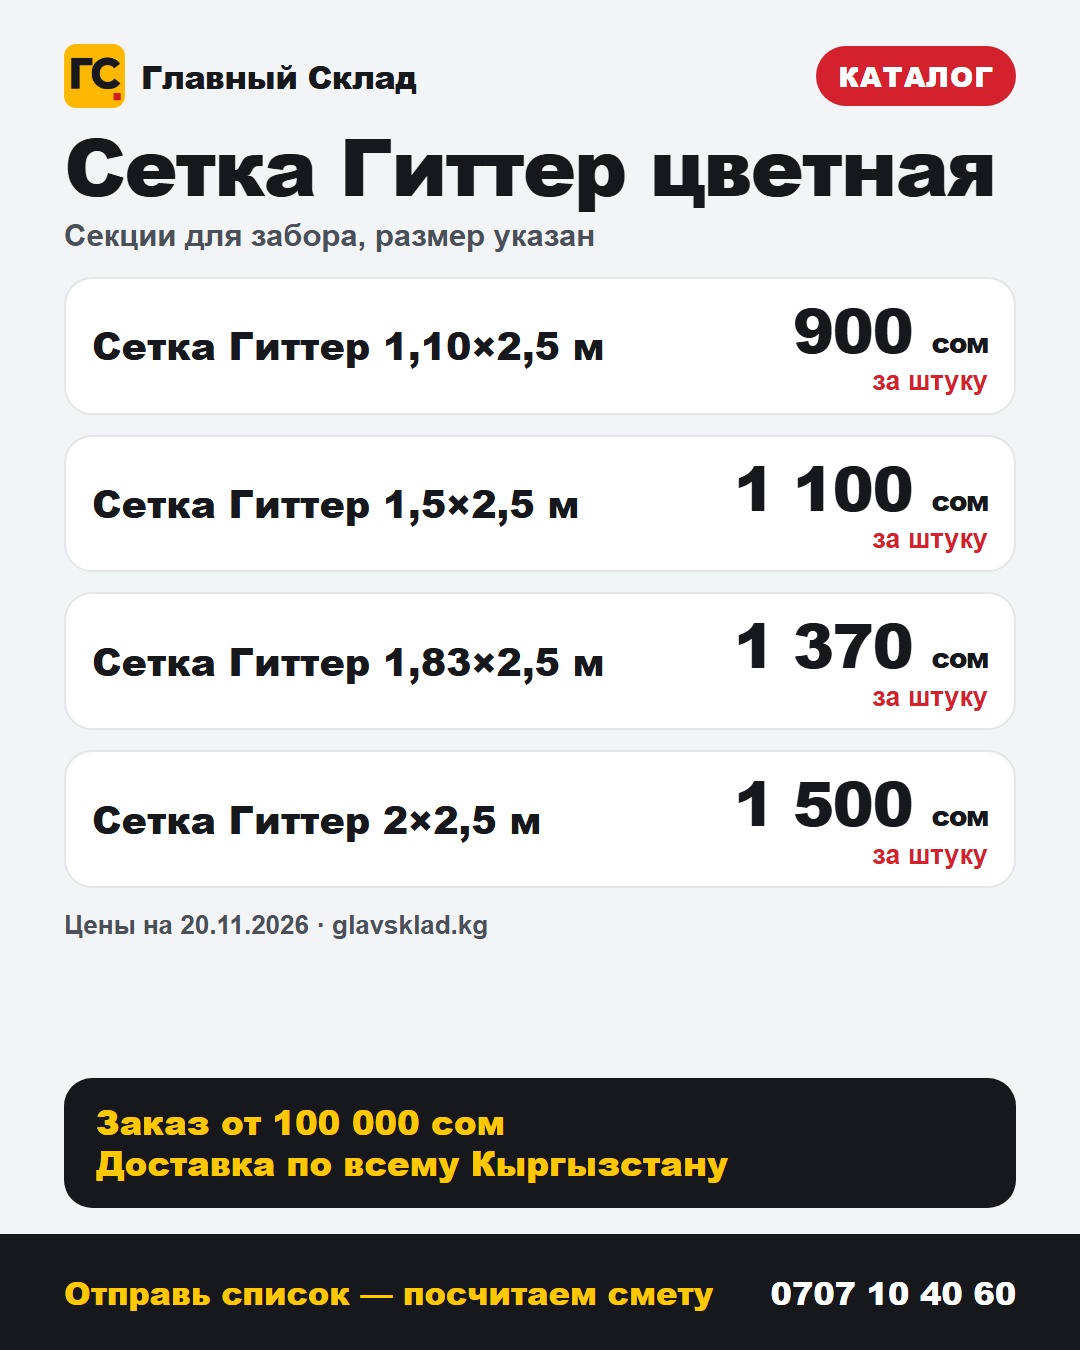 ГС Главный Склад
КАТАЛОГ
Сетка Гиттер цветная
Секции для забора, размер указан
Сетка Гиттер 1,10×2,5 м
900 сом
за штуку
Сетка Гиттер 1,5×2,5 м
1 100 сом
за штуку
Сетка Гиттер 1,83×2,5 м
1 370 сом
за штуку
Сетка Гиттер 2×2,5 м
1 500 сом
за штуку
Цены на 20.11.2026 · glavsklad.kg
Заказ от 100 000 сом
Доставка по всему Кыргызстану
Отправь список — посчитаем смету
0707 10 40 60